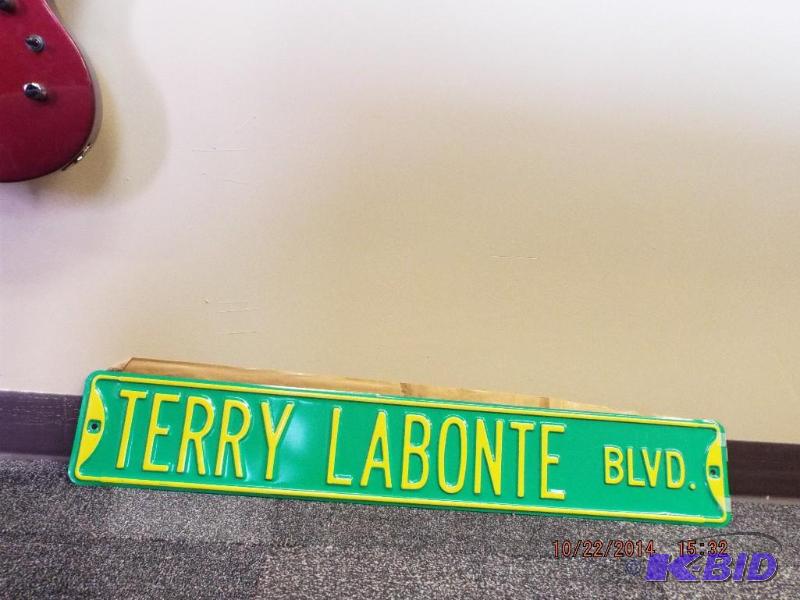 TERRY LABONTE BLVD.
10/22/2014 15:32
©K-BID